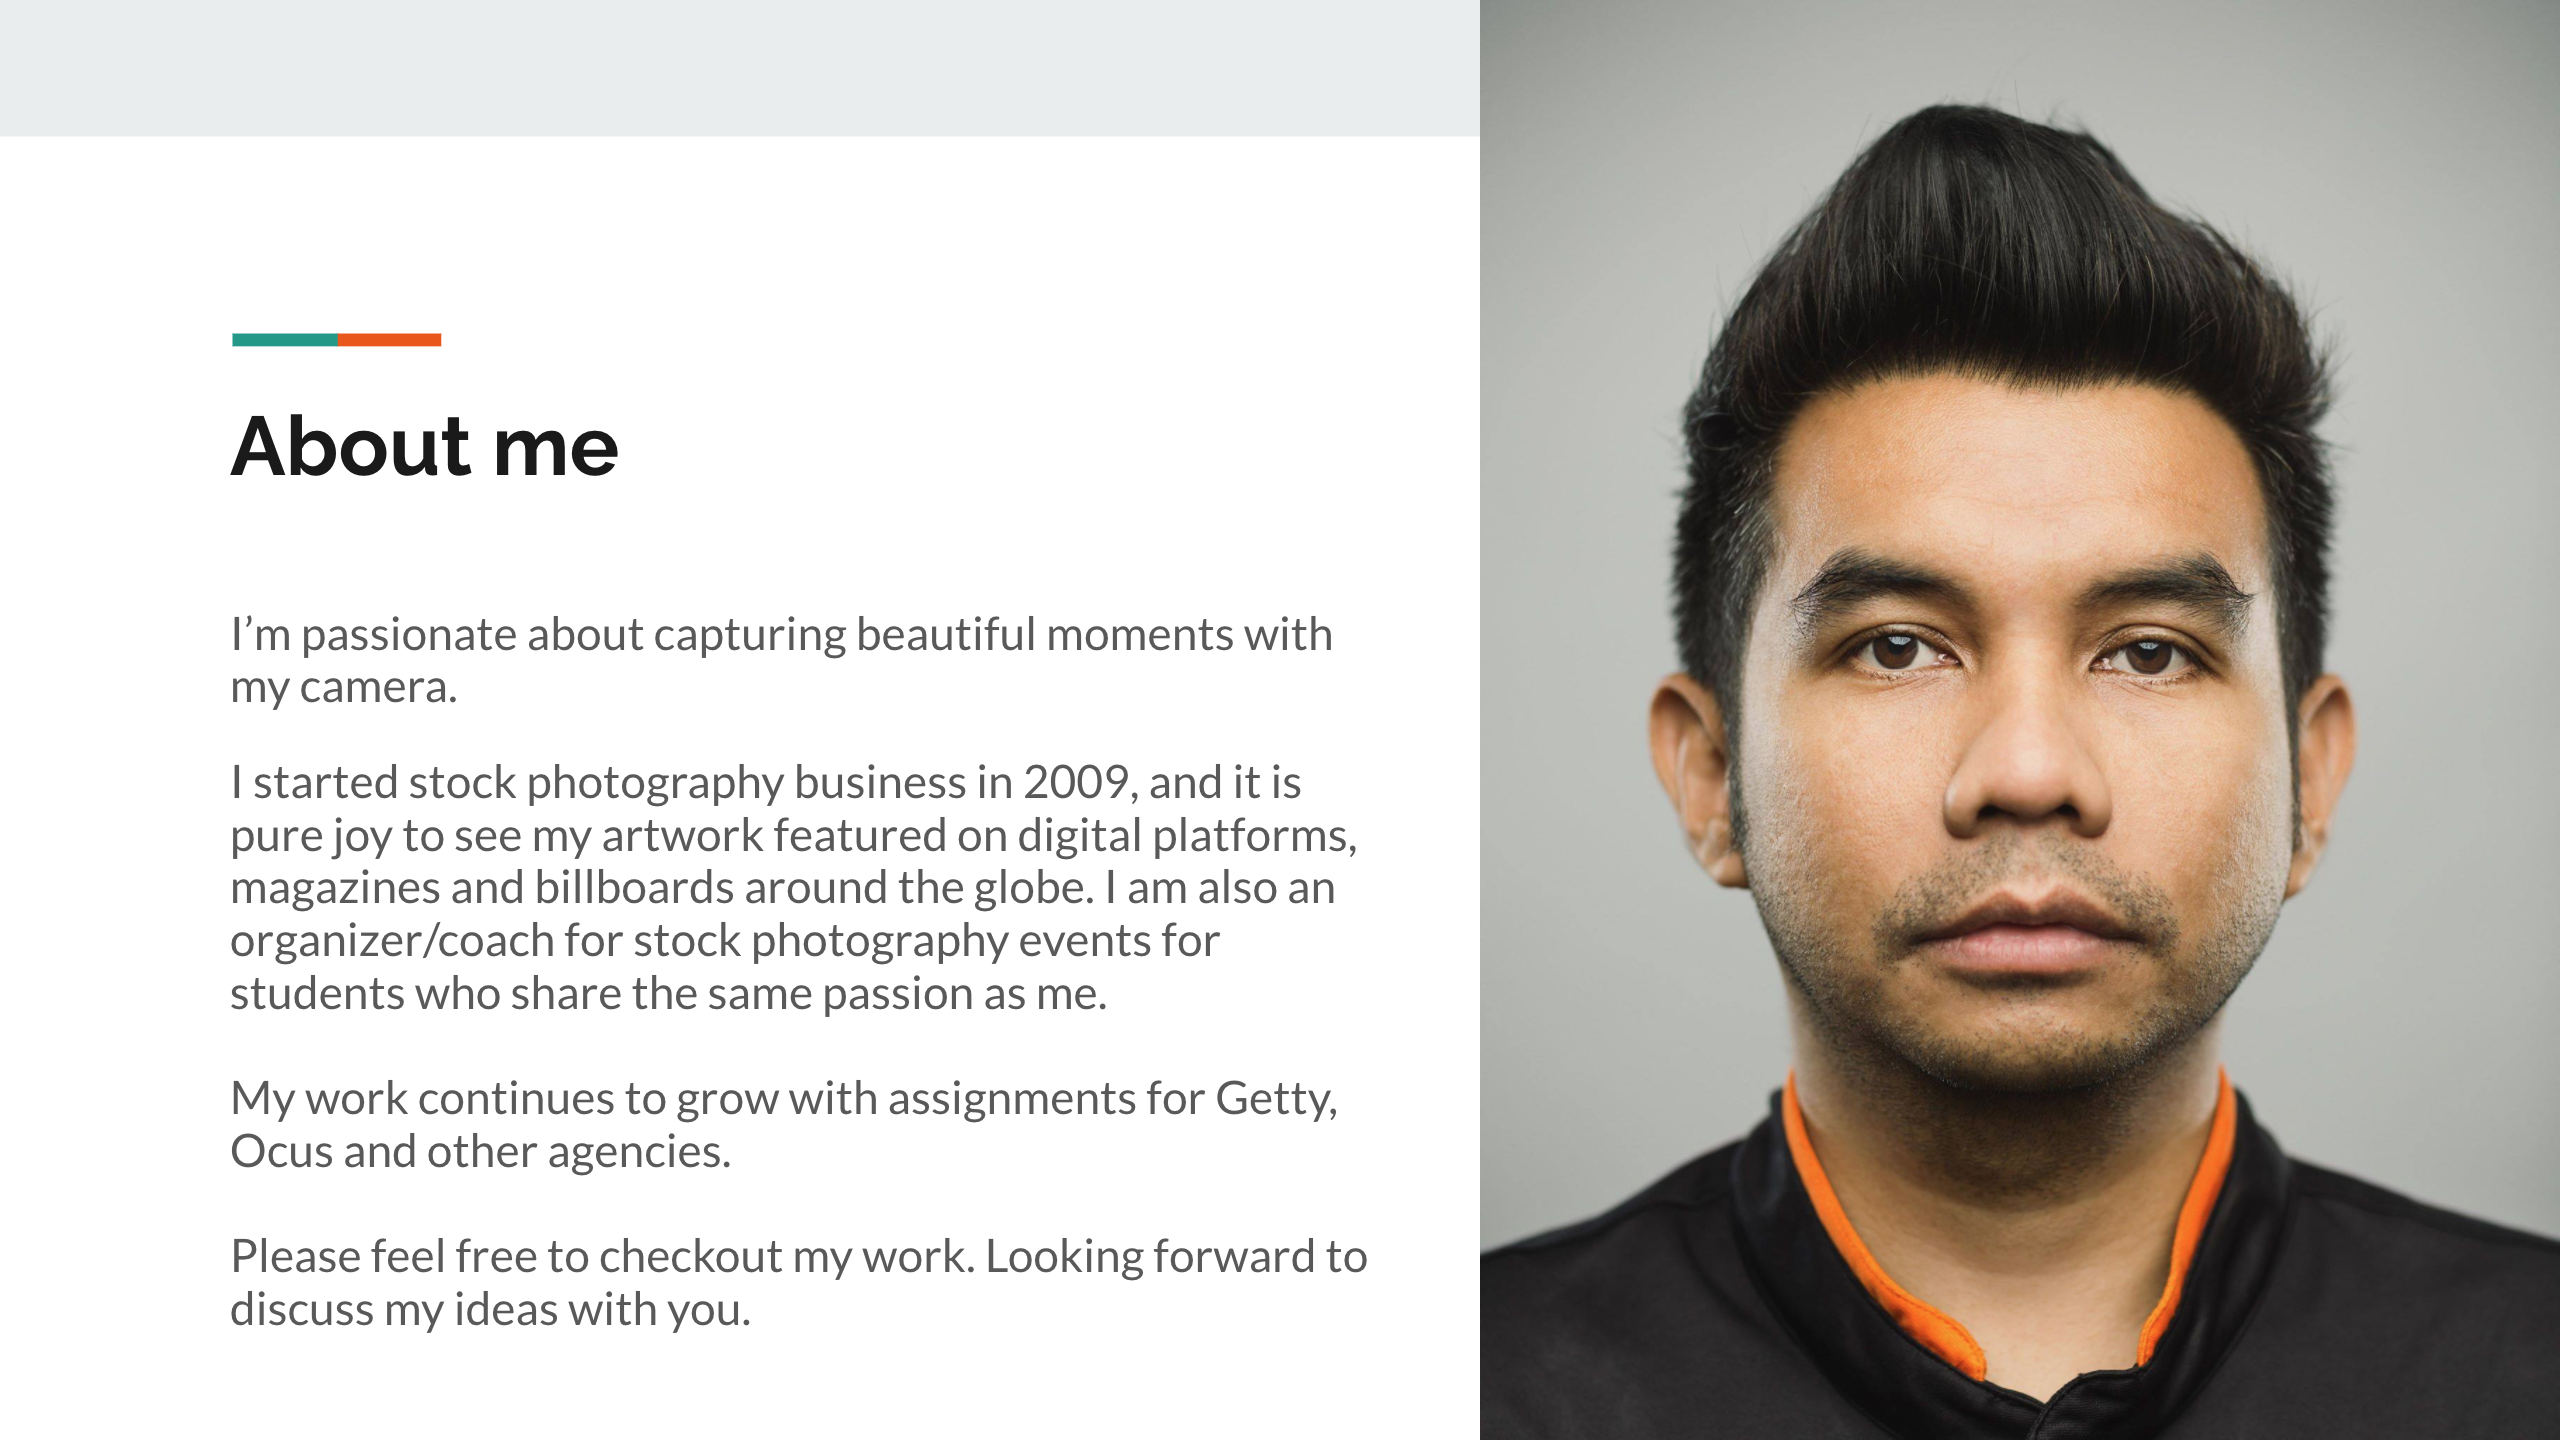 About me
I’m passionate about capturing beautiful moments with
my camera.
I started stock photography business in 2009, and it is
pure joy to see my artwork featured on digital platforms,
magazines and billboards around the globe. I am also an
organizer/coach for stock photography events for
students who share the same passion as me.
My work continues to grow with assignments for Getty,
Ocus and other agencies.
Please feel free to checkout my work. Looking forward to
discuss my ideas with you.